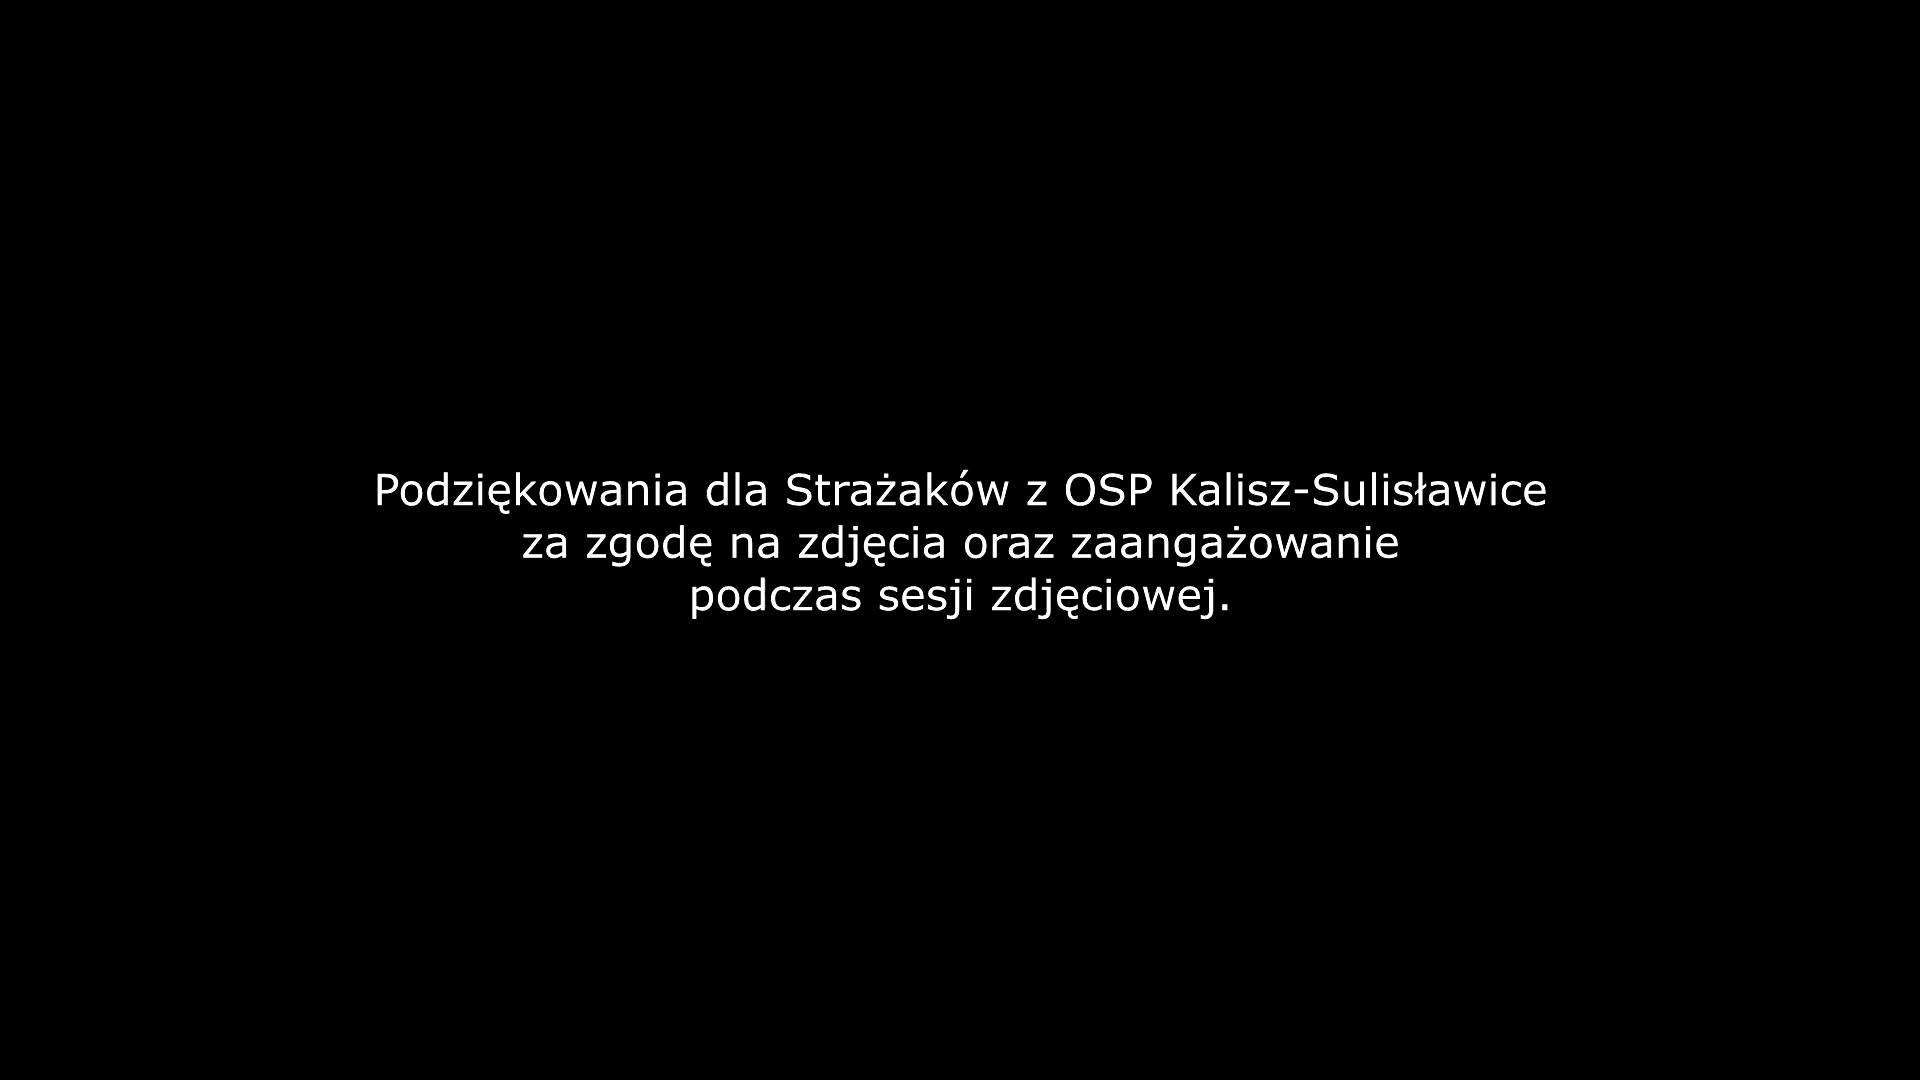 Podziękowania dla Strażaków z OSP Kalisz-Sulisławice
za zgodę na zdjęcia oraz zaangażowanie
podczas sesji zdjęciowej.